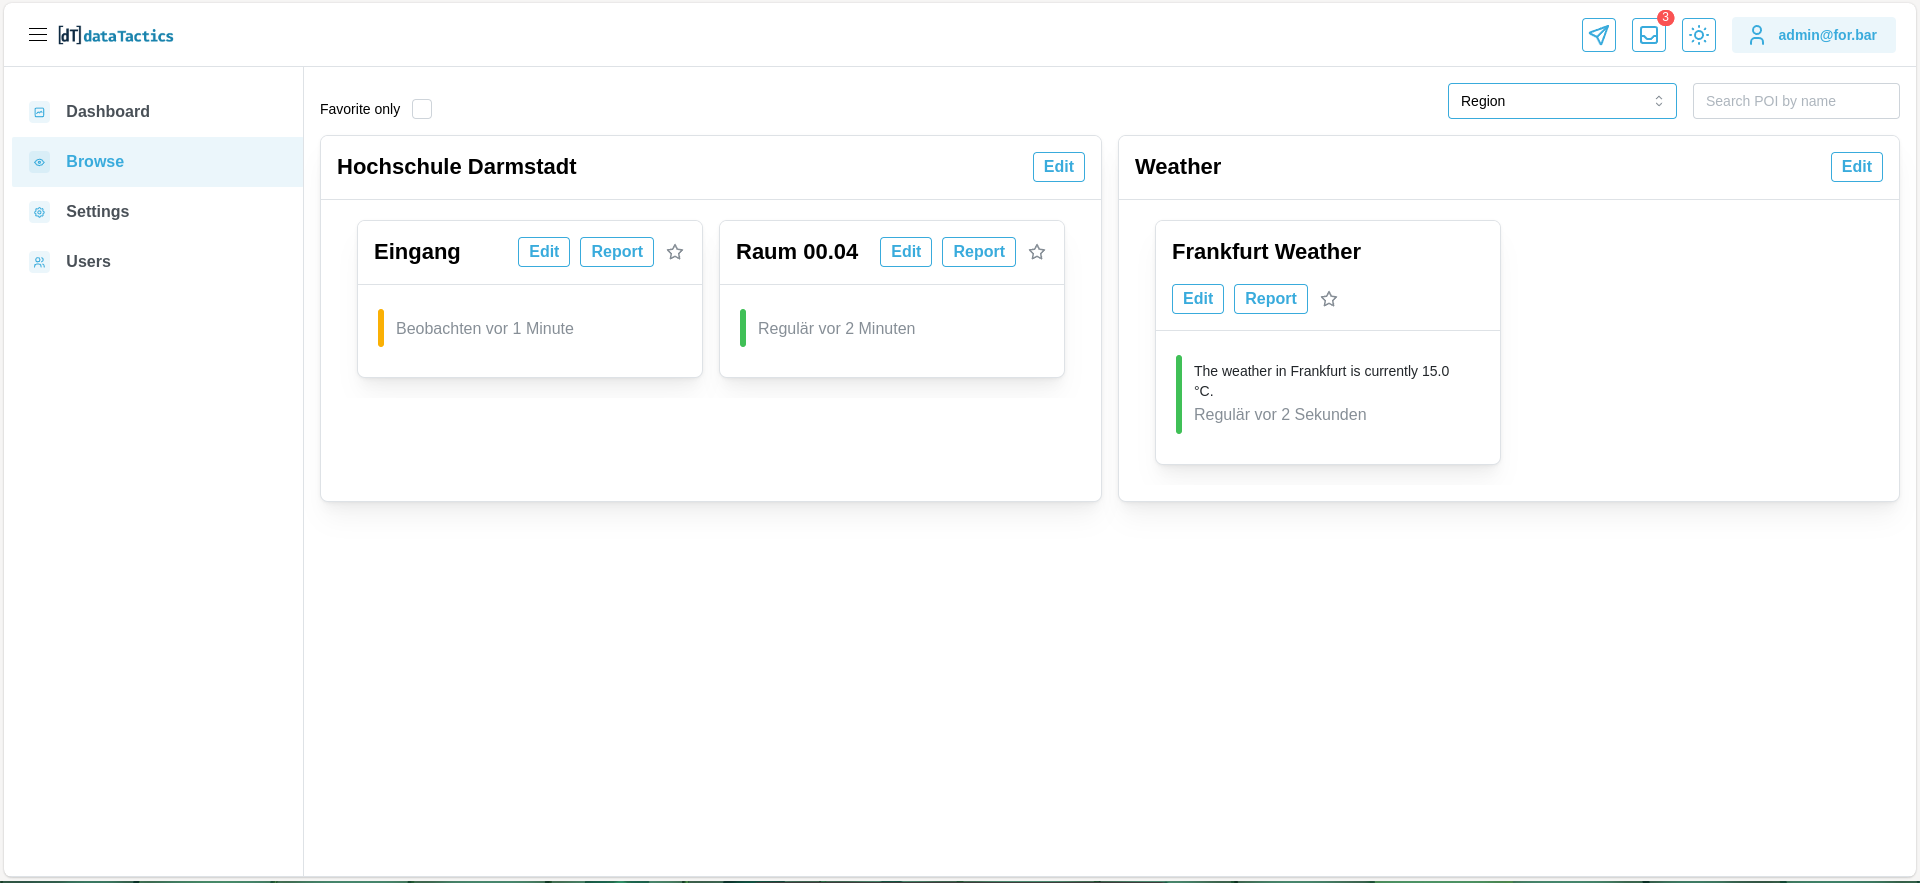 [dT] dataTactics
3
admin@for.bar
Dashboard
Browse
Settings
Users
Favorite only
Region
Search POI by name
Hochschule Darmstadt
Edit
Eingang
Edit
Report
Beobachten vor 1 Minute
Raum 00.04
Edit
Report
Regulär vor 2 Minuten
Weather
Edit
Frankfurt Weather
Edit
Report
The weather in Frankfurt is currently 15.0
°C.
Regulär vor 2 Sekunden